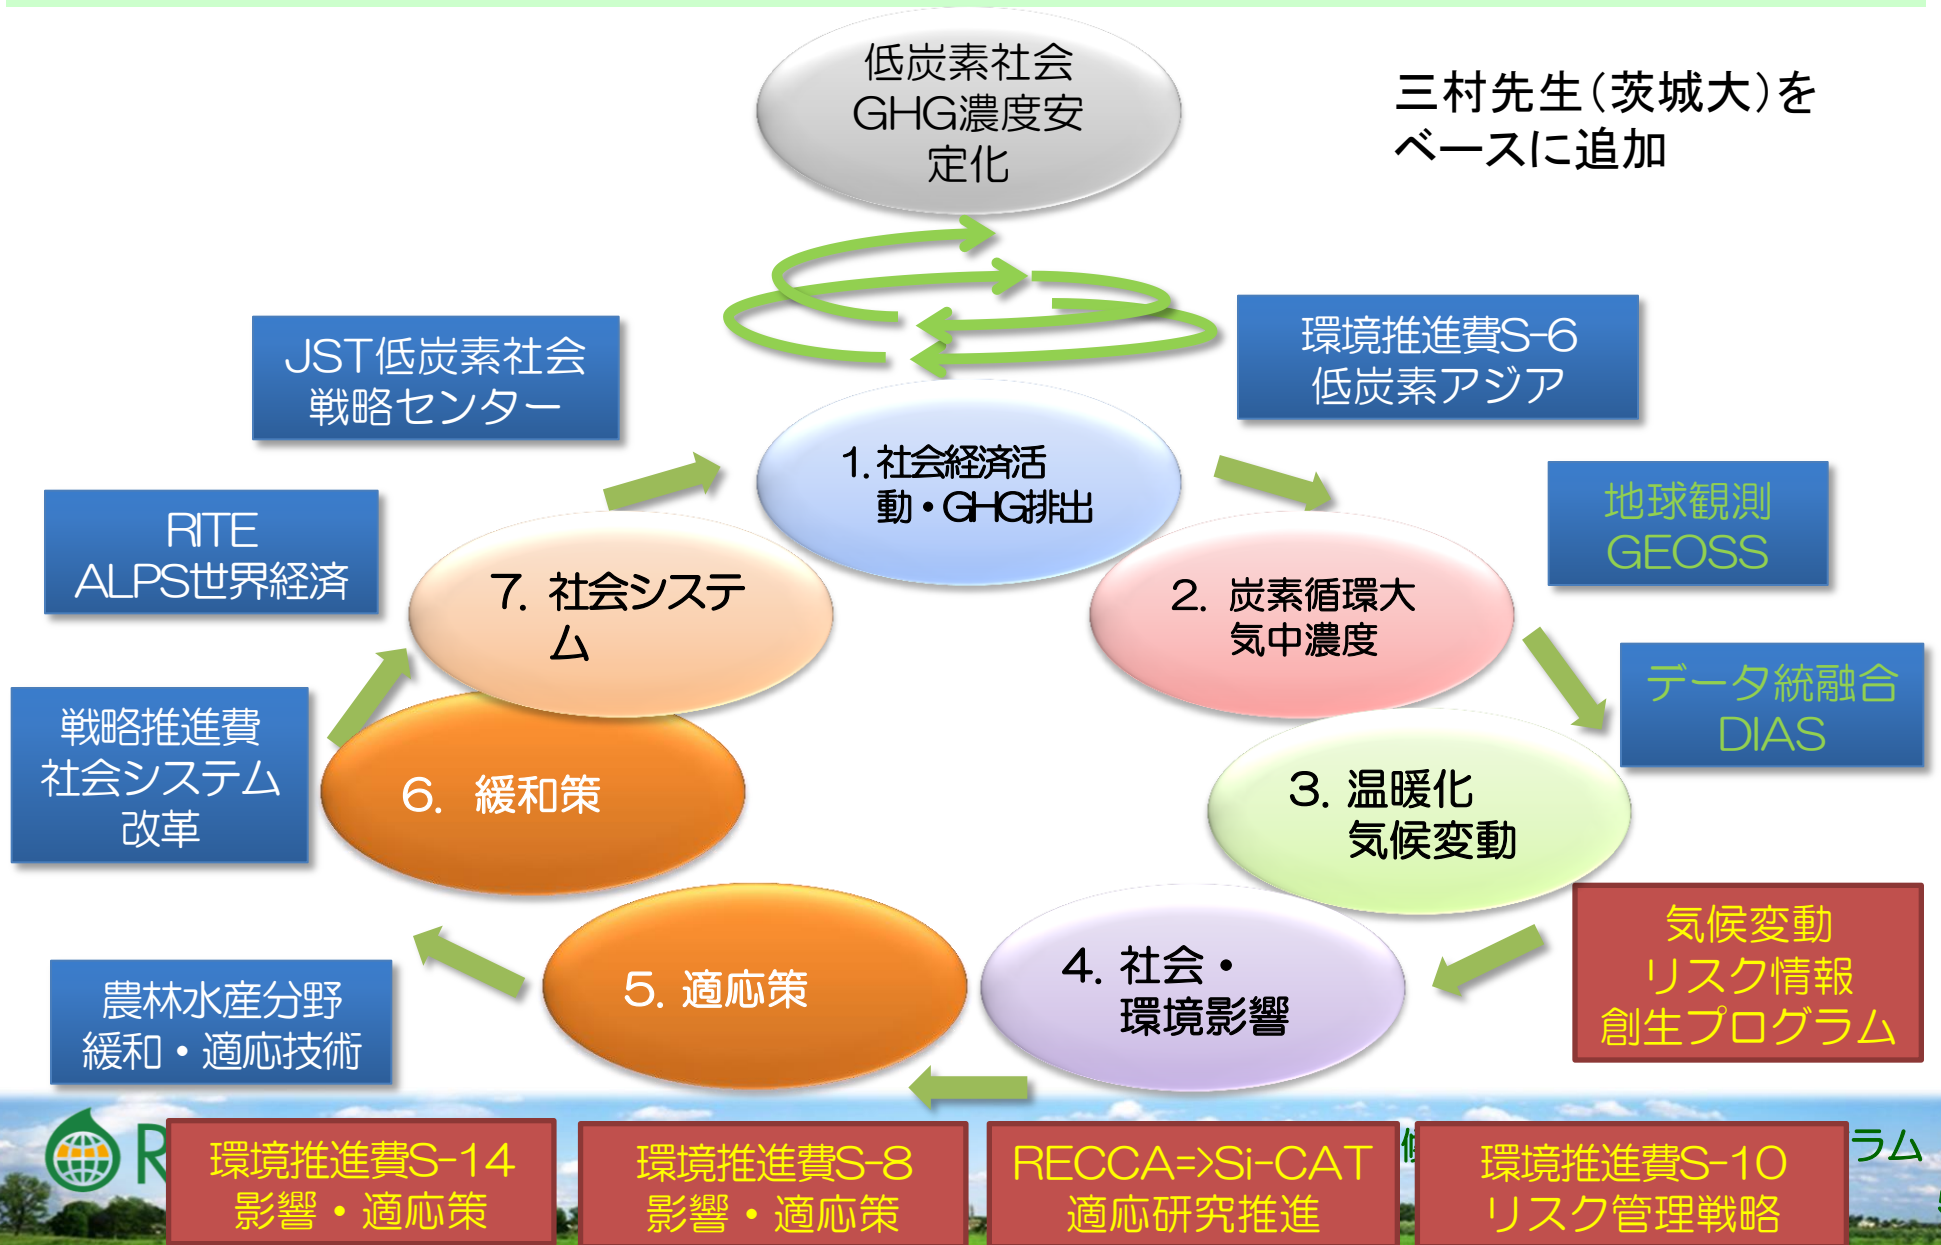 低炭素社会
GHG濃度安
定化
三村先生(茨城大)を
ベースに追加
JST低炭素社会
戦略センター
環境推進費S-6
低炭素アジア
1. 社会経済活
動・GHG排出
RITE
ALPS世界経済
地球観測
GEOSS
7. 社会システ
ム
2. 炭素循環大
気中濃度
戦略推進費
社会システム
改革
データ統融合
DIAS
6. 緩和策
3. 温暖化
気候変動
気候変動
リスク情報
創生プログラム
5. 適応策
4. 社会・
環境影響
農林水産分野
緩和・適応技術
R
ラム
環境推進費S-14
影響・適応策
環境推進費S-8
影響・適応策
RECCA=>Si-CAT
適応研究推進
環境推進費S-10
リスク管理戦略